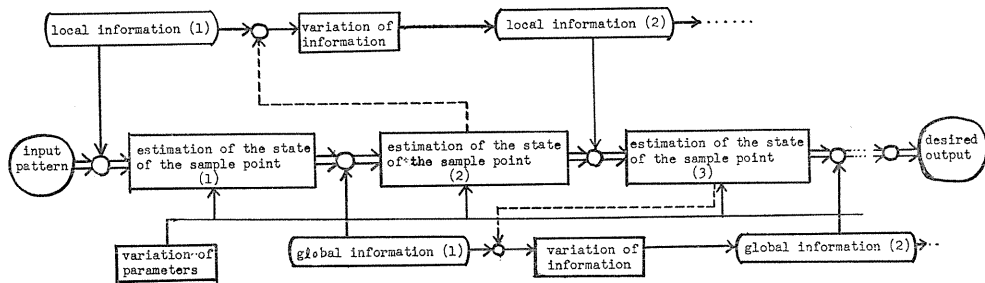 local information (1)
variation of
information
local information (2)
input
pattern
estimation of the state
of the sample point
(1)
estimation of the state
of the sample point
(2)
estimation of the state
of the sample point
(3)
desired
output
variation of
parameters
global information (1)
variation of
information
global information (2)